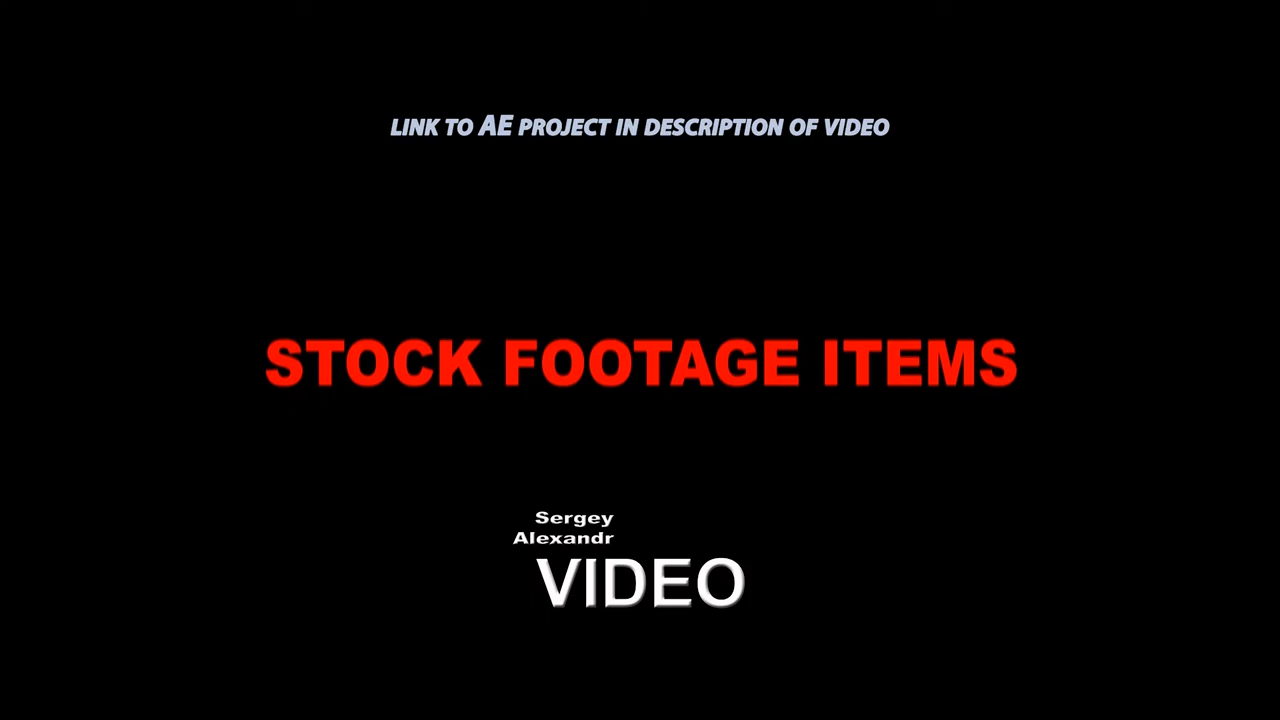 LINK TO AE PROJECT IN DESCRIPTION OF VIDEO
STOCK FOOTAGE ITEMS
Sergey
Alexandr
VIDEO